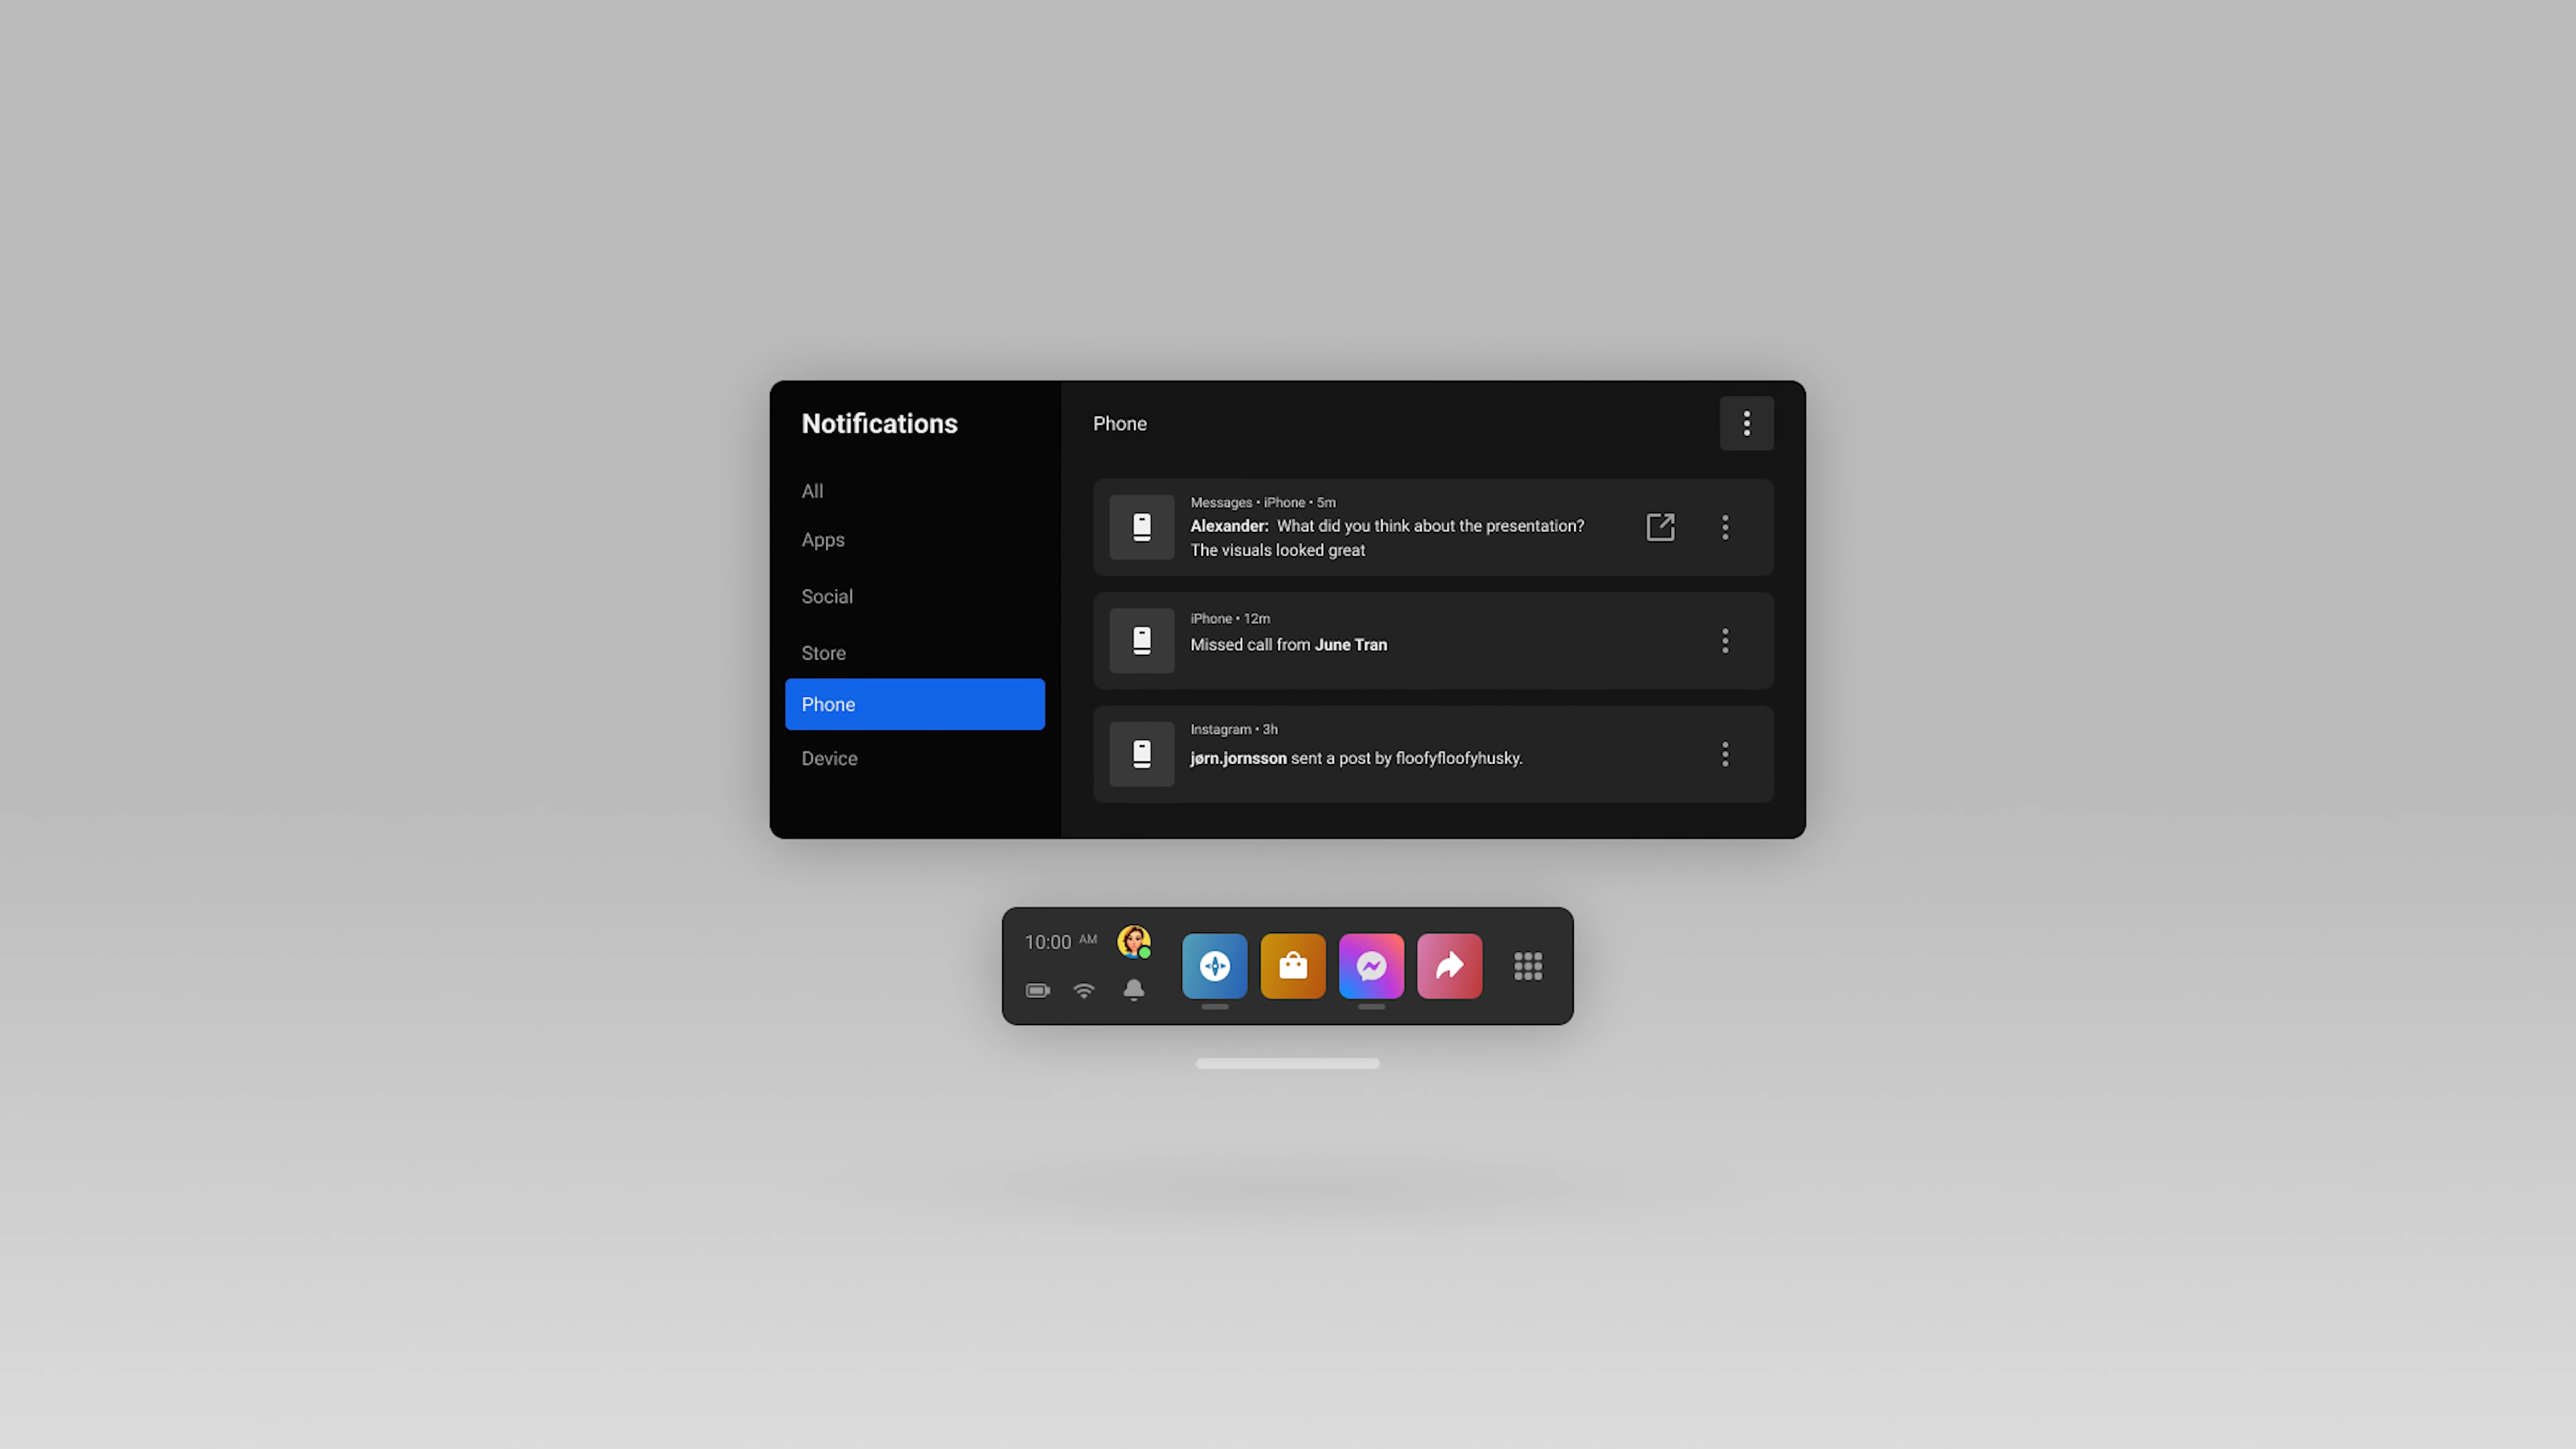 Notifications
All
Apps
Social
Store
Phone
Device
Phone
Messages • iPhone • 5m
Alexander: What did you think about the presentation?
The visuals looked great
iPhone • 12m
Missed call from June Tran
Instagram • 3h
jørn.jornsson sent a post by floofyfloofyhusky.
10:00 AM